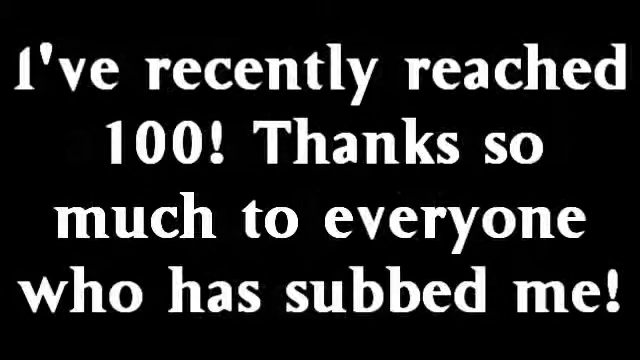 I've recently reached
100! Thanks so
much to everyone
who has subbed me!